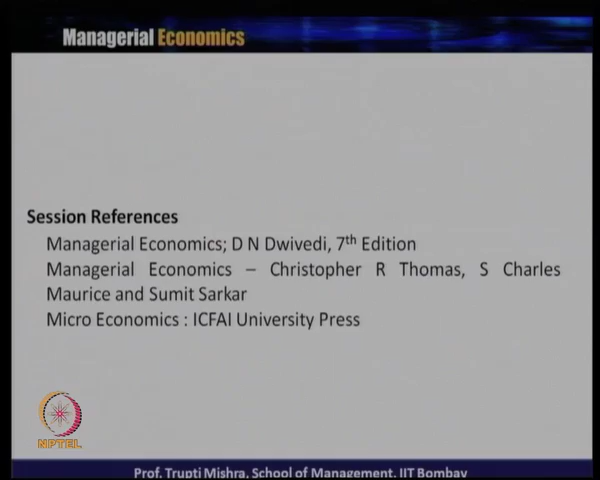 Managerial Economics
Session References
Managerial Economics; D N Dwivedi, 7th Edition
Managerial Economics – Christopher R Thomas, S Charles
Maurice and Sumit Sarkar
Micro Economics : ICFAI University Press
NPTEL
Prof. Trupti Mishra, School of Management, IIT Bombay